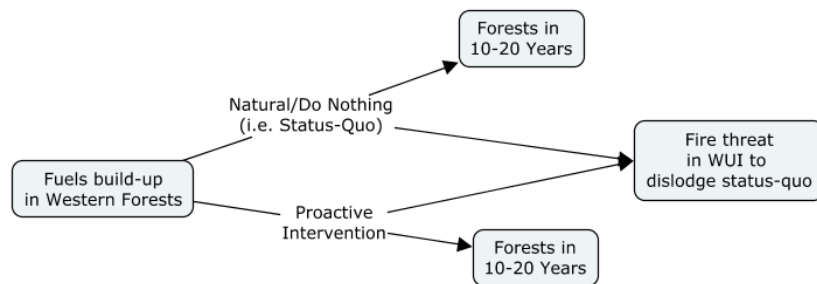 Forests in
10-20 Years
Natural/Do Nothing
(i.e. Status-Quo)
Fire threat
in WUI to
dislodge status-quo
Fuels build-up
in Western Forests
Proactive
Intervention
Forests in
10-20 Years